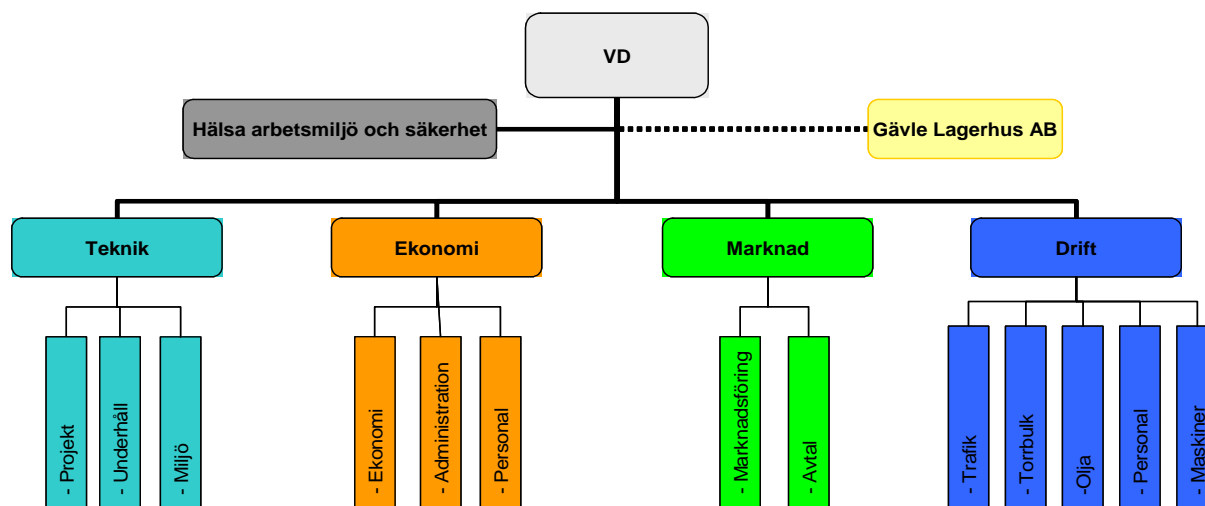 VD
Hälsa arbetsmiljö och säkerhet
Gävle Lagerhus AB
Teknik
Ekonomi
Marknad
Drift
- Projekt
- Underhåll
- Miljö
- Ekonomi
- Administration
- Personal
- Marknadsföring
- Avtal
- Trafik
- Torrbulk
-Olja
- Personal
- Maskiner